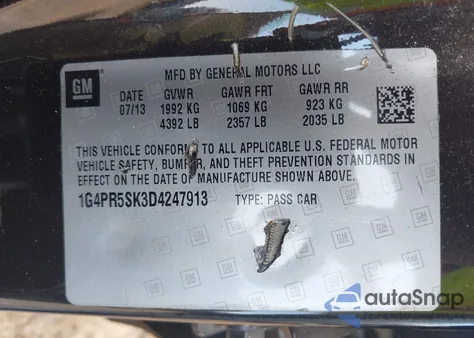 GM
MFD BY GENERAL MOTORS LLC
DATE GVWR GAWR FRT GAWR RR
07/13 1992 KG 1069 KG 923 KG
4392 LB 2357 LB 2035 LB
THIS VEHICLE CONFORMS TO ALL APPLICABLE U.S. FEDERAL MOTOR
VEHICLE SAFETY, BUMPER, AND THEFT PREVENTION STANDARDS
IN EFFECT ON THE DATE OF MANUFACTURE SHOWN ABOVE.
1G4PR5SK3D4247913 TYPE: PASS CAR
autoSnap